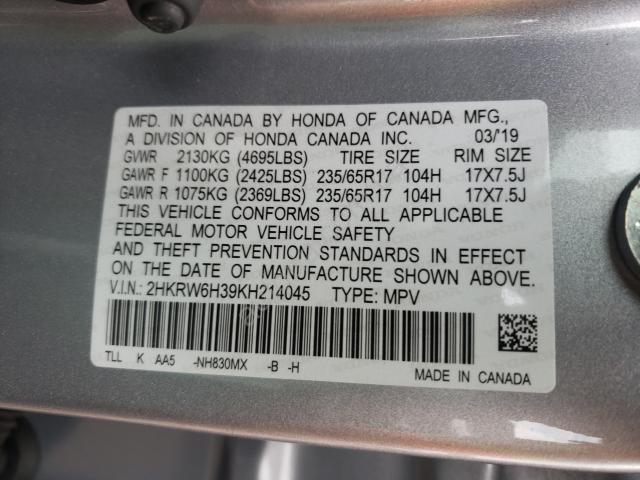 MFD. IN CANADA BY HONDA OF CANADA MFG.,
A DIVISION OF HONDA CANADA INC. 03/'19
GVWR 2130KG (4695LBS) TIRE SIZE RIM SIZE
GAWR F 1100KG (2425LBS) 235/65R17 104H 17X7.5J
GAWR R 1075KG (2369LBS) 235/65R17 104H 17X7.5J
THIS VEHICLE CONFORMS TO ALL APPLICABLE
FEDERAL MOTOR VEHICLE SAFETY
AND THEFT PREVENTION STANDARDS IN EFFECT
ON THE DATE OF MANUFACTURE SHOWN ABOVE.
V.I.N.: 2HKRW6H39KH214045 TYPE: MPV
TLL K AA5 -NH830MX -B -H
MADE IN CANADA